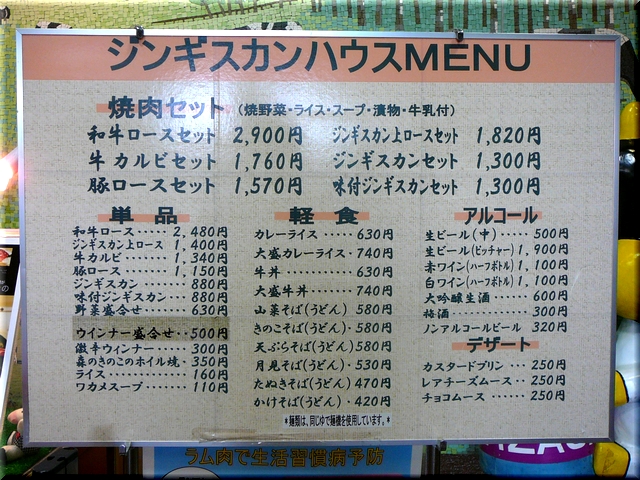 ジンギスカンハウスMENU
焼肉セット (焼野菜・ライス・スープ・漬物・牛乳付)
和牛ロースセット 2,900円
牛カルビセット 1,760円
豚ロースセット 1,570円
ジンギスカン上ロースセット 1,820円
ジンギスカンセット 1,300円
味付ジンギスカンセット 1,300円
単品
和牛ロース・・・・・・2,480円
ジンギスカン上ロース 1,400円
牛カルビ・・・・・・・1,340円
豚ロース・・・・・・・1,150円
ジンギスカン・・・・・・880円
味付ジンギスカン・・・・880円
野菜盛合せ・・・・・・・630円
ウインナー盛合せ・・500円
激辛ウィンナー・・・・300円
森のきのこのホイル焼・350円
ライス・・・・・・・・・160円
ワカメスープ・・・・・・110円
軽食
カレーライス・・・・・630円
大盛カレーライス・740円
牛丼・・・・・・・・・・・・630円
大盛牛丼・・・・・・・・740円
山菜そば(うどん) 580円
きのこそば(うどん)・580円
天ぷらそば(うどん)580円
月見そば(うどん)・530円
たぬきそば(うどん)470円
かけそば(うどん)・420円
*麺類は、同じゆで麺機を使用しています。*
アルコール
生ビール(中)・・・・・500円
生ビール(ピッチャー)1,900円
赤ワイン(ハーフボトル)1,100円
白ワイン(ハーフボトル)1,100円
大吟醸生酒・・・・・・600円
梅酒・・・・・・・・・・・・300円
ノンアルコールビール 320円
デザート
カスタードプリン・・・250円
レアチーズムース・・250円
チョコムース・・・・・・250円
ラム肉で生活習慣病予防